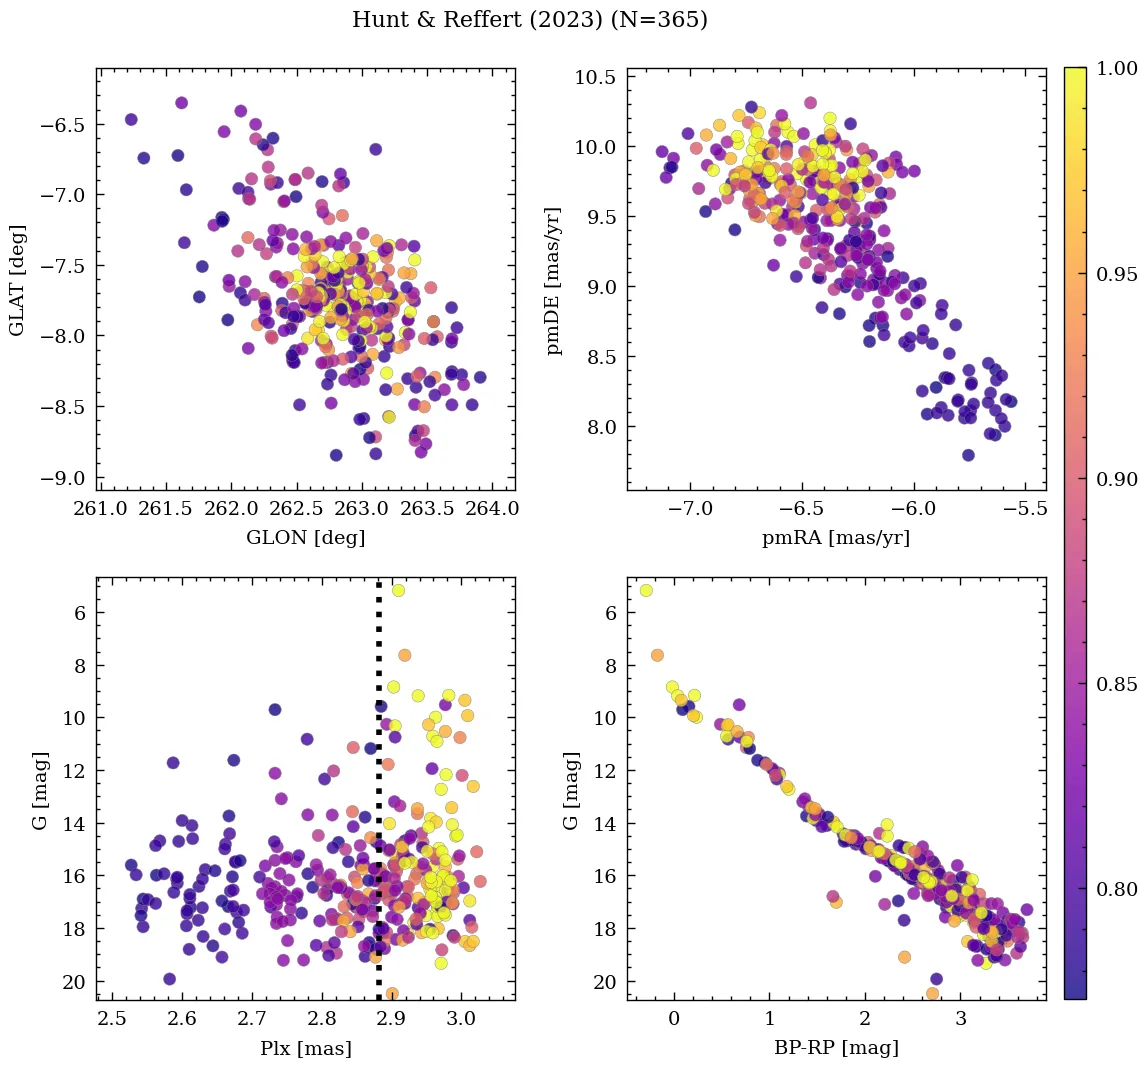 Hunt & Reffert (2023) (N=365)
−6.5
−7.0
−7.5
−8.0
−8.5
−9.0
GLAT [deg]
261.0 261.5 262.0 262.5 263.0 263.5 264.0
GLON [deg]
10.5
10.0
9.5
9.0
8.5
8.0
pmDE [mas/yr]
−7.0 −6.5 −6.0 −5.5
pmRA [mas/yr]
1.00
0.95
0.90
0.85
0.80
6
8
10
12
14
16
18
20
G [mag]
2.5 2.6 2.7 2.8 2.9 3.0
Plx [mas]
6
8
10
12
14
16
18
20
G [mag]
0 1 2 3
BP-RP [mag]